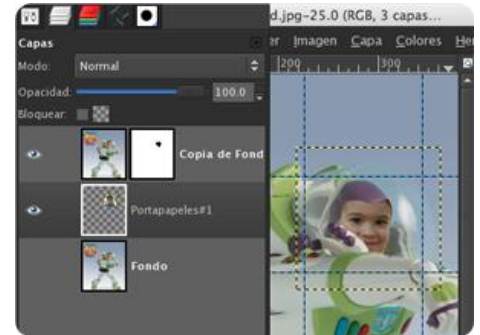 d.jpg-25.0 (RGB, 3 capas...
Capas
er Imagen Capa Colores Her
Modo: Normal
200 300
Opacidad: 100.0
Bloquear:
Copia de Fond
Portapapeles#1
Fondo